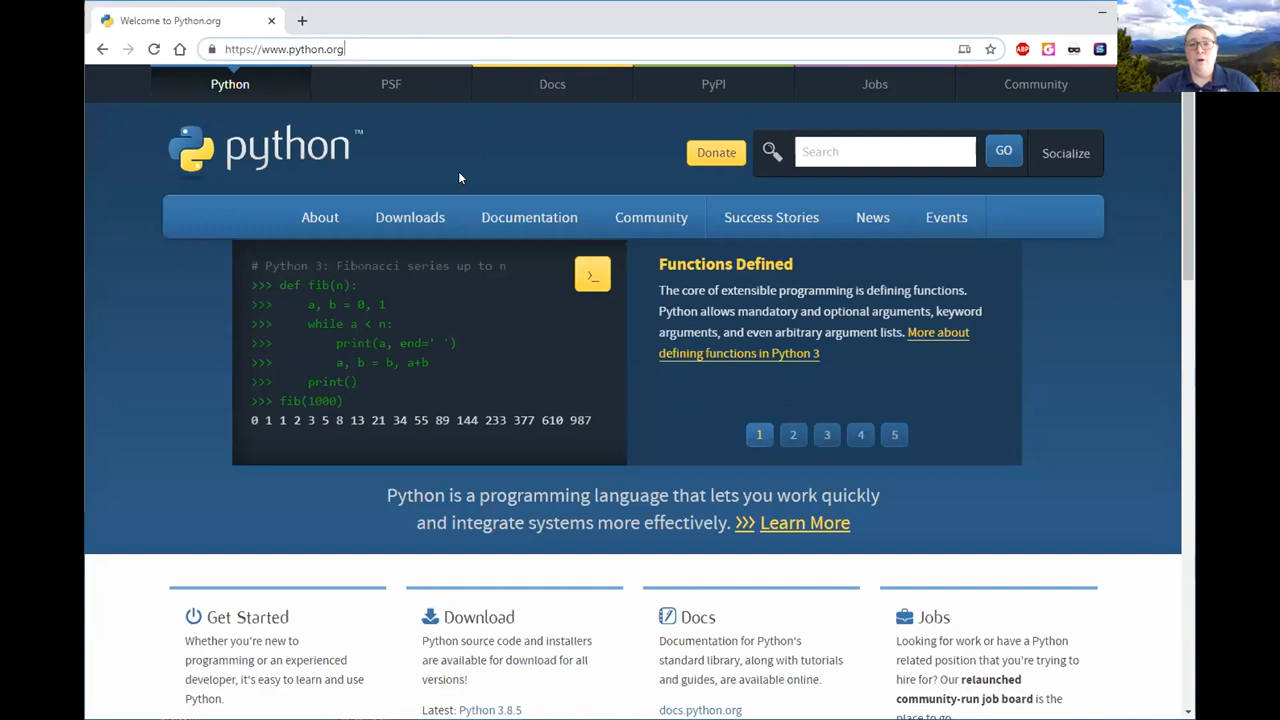 Welcome to Python.org
https://www.python.org
ABP
Python PSF Docs PyPI Jobs Community
python™
Donate Search GO Socialize
About Downloads Documentation Community Success Stories News Events
# Python 3: Fibonacci series up to n
>>> def fib(n):
>>>     a, b = 0, 1
>>>     while a < n:
>>>         print(a, end=' ')
>>>         a, b = b, a+b
>>>     print()
>>> fib(1000)
0 1 1 2 3 5 8 13 21 34 55 89 144 233 377 610 987
>_
Functions Defined
The core of extensible programming is defining functions.
Python allows mandatory and optional arguments, keyword
arguments, and even arbitrary argument lists. More about
defining functions in Python 3
1 2 3 4 5
Python is a programming language that lets you work quickly
and integrate systems more effectively. >>> Learn More
Get Started
Whether you're new to
programming or an experienced
developer, it's easy to learn and use
Python.
Download
Python source code and installers
are available for download for all
versions!
Latest: Python 3.8.5
Docs
Documentation for Python's
standard library, along with tutorials
and guides, are available online.
docs.python.org
Jobs
Looking for work or have a Python
related position that you're trying to
hire for? Our relaunched
community-run job board is the
place to go.